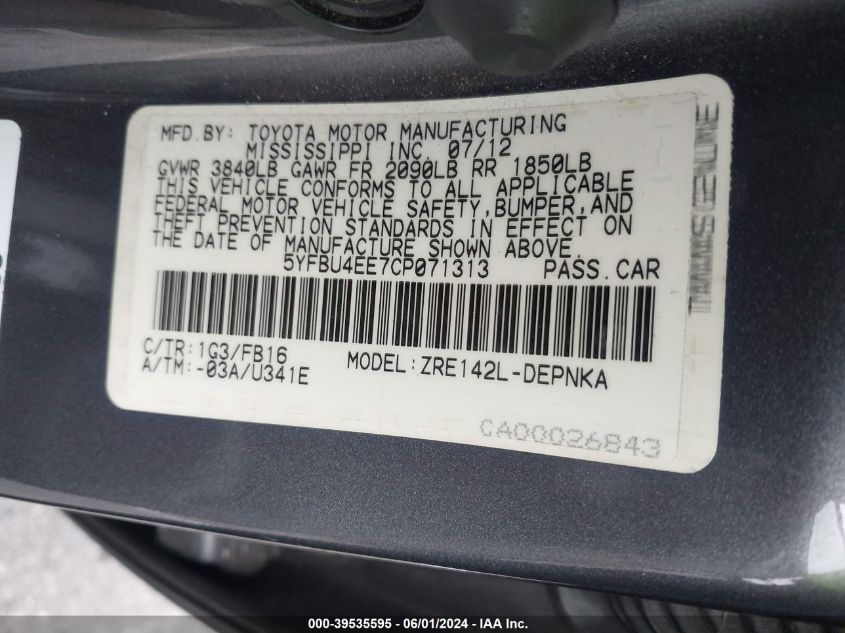 MFD.BY: TOYOTA MOTOR MANUFACTURING
MISSISSIPPI INC. 07/12
GVWR 3840LB GAWR FR 2090LB RR 1850LB
THIS VEHICLE CONFORMS TO ALL APPLICABLE
FEDERAL MOTOR VEHICLE SAFETY,BUMPER,AND
THEFT PREVENTION STANDARDS IN EFFECT ON
THE DATE OF MANUFACTURE SHOWN ABOVE.
5YFBU4EE7CP071313 PASS.CAR
C/TR:1G3/FB16
A/TM:-03A/U341E
MODEL:ZRE142L-DEPNKA
CA00026843
000-39535595 - 06/01/2024 - IAA Inc.